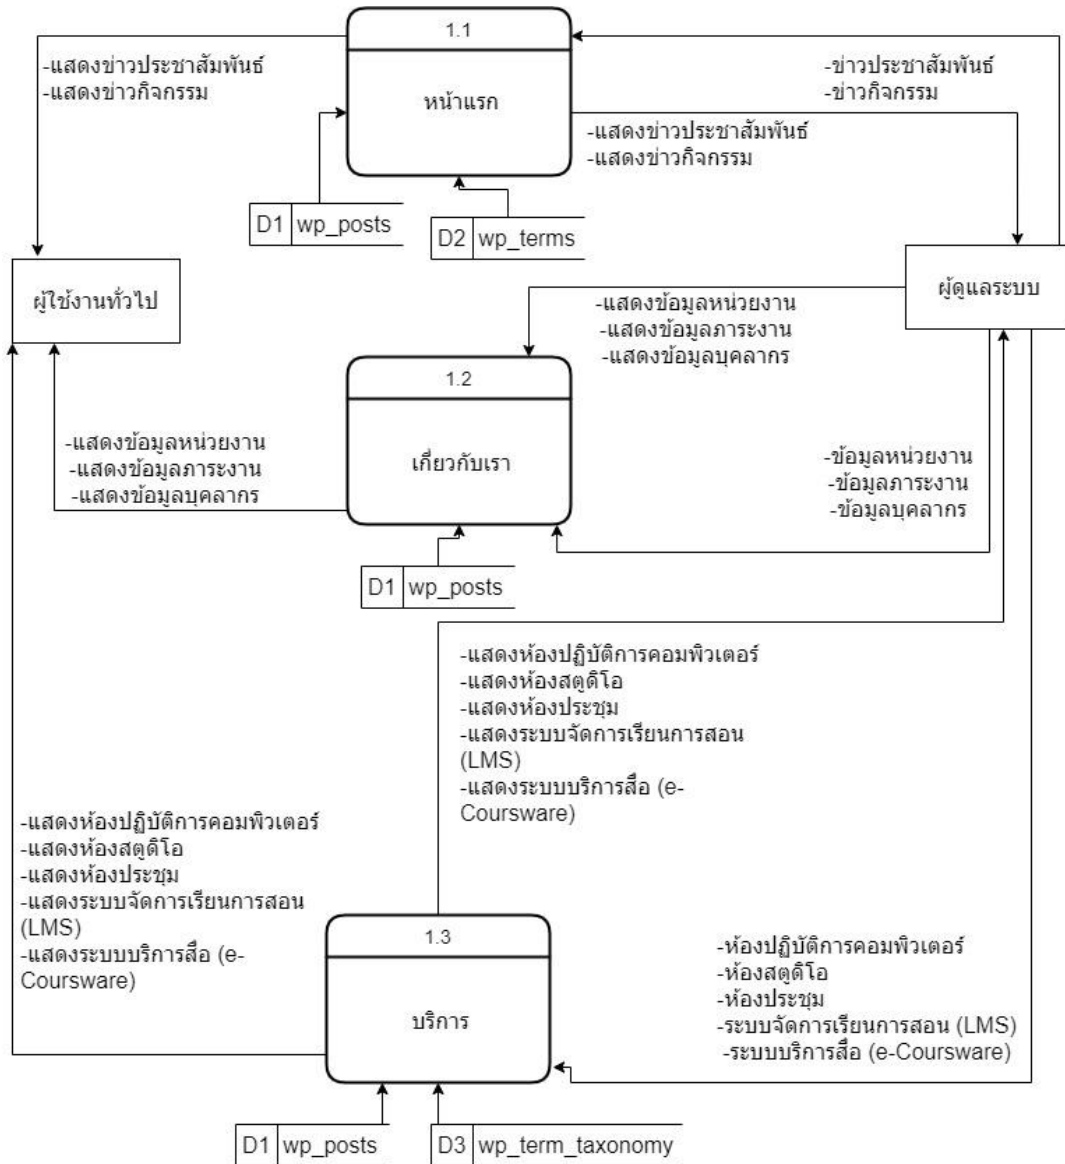 1.1
หน้าแรก
-แสดงข่าวประชาสัมพันธ์
-แสดงข่าวกิจกรรม
-ข่าวประชาสัมพันธ์
-ข่าวกิจกรรม
-แสดงข่าวประชาสัมพันธ์
-แสดงข่าวกิจกรรม
D1 wp_posts
D2 wp_terms
ผู้ใช้งานทั่วไป
ผู้ดูแลระบบ
-แสดงข้อมูลหน่วยงาน
-แสดงข้อมูลภาระงาน
-แสดงข้อมูลบุคลากร
1.2
เกี่ยวกับเรา
-แสดงข้อมูลหน่วยงาน
-แสดงข้อมูลภาระงาน
-แสดงข้อมูลบุคลากร
-ข้อมูลหน่วยงาน
-ข้อมูลภาระงาน
-ข้อมูลบุคลากร
D1 wp_posts
-แสดงห้องปฏิบัติการคอมพิวเตอร์
-แสดงห้องสตูดิโอ
-แสดงห้องประชุม
-แสดงระบบจัดการเรียนการสอน
(LMS)
-แสดงระบบบริการสื่อ (e-
Coursware)
-แสดงห้องปฏิบัติการคอมพิวเตอร์
-แสดงห้องสตูดิโอ
-แสดงห้องประชุม
-แสดงระบบจัดการเรียนการสอน
(LMS)
-แสดงระบบบริการสื่อ (e-
Coursware)
1.3
บริการ
-ห้องปฏิบัติการคอมพิวเตอร์
-ห้องสตูดิโอ
-ห้องประชุม
-ระบบจัดการเรียนการสอน (LMS)
-ระบบบริการสื่อ (e-Coursware)
D1 wp_posts
D3 wp_term_taxonomy